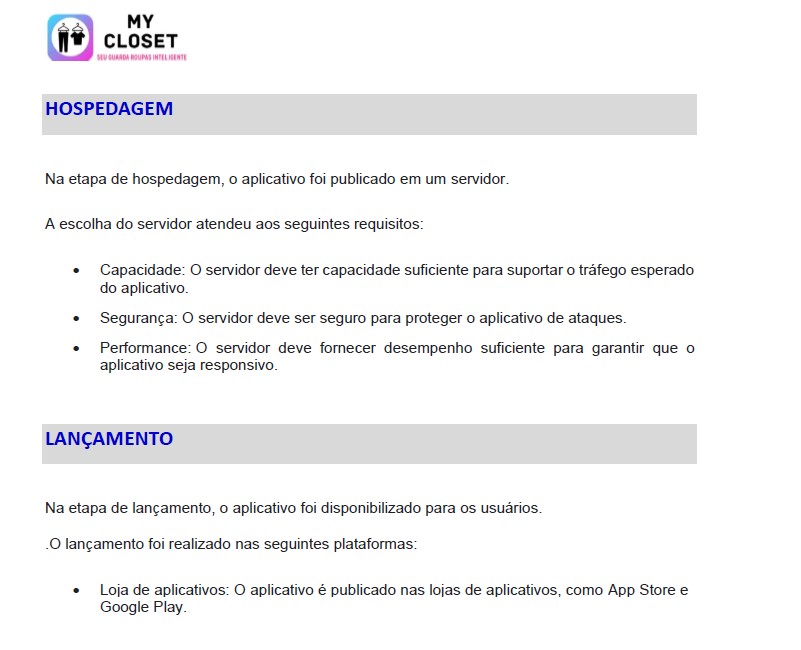 MY
CLOSET
SEU GUARDA ROUPAS INTELIGENTE
HOSPEDAGEM
Na etapa de hospedagem, o aplicativo foi publicado em um servidor.
A escolha do servidor atendeu aos seguintes requisitos:
• Capacidade: O servidor deve ter capacidade suficiente para suportar o tráfego esperado
do aplicativo.
• Segurança: O servidor deve ser seguro para proteger o aplicativo de ataques.
• Performance: O servidor deve fornecer desempenho suficiente para garantir que o
aplicativo seja responsivo.
LANÇAMENTO
Na etapa de lançamento, o aplicativo foi disponibilizado para os usuários.
.O lançamento foi realizado nas seguintes plataformas:
• Loja de aplicativos: O aplicativo é publicado nas lojas de aplicativos, como App Store e
Google Play.